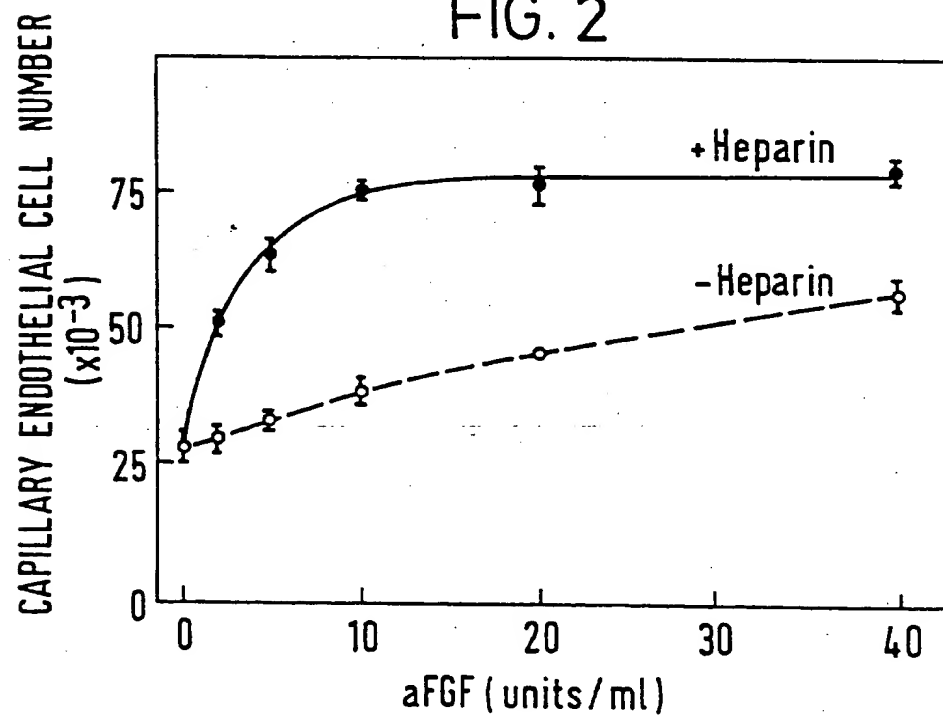 FIG. 2
CAPILLARY ENDOTHELIAL CELL NUMBER
(x10⁻³)
75
50
25
0
+Heparin
-Heparin
0 10 20 30 40
aFGF (units/ml)